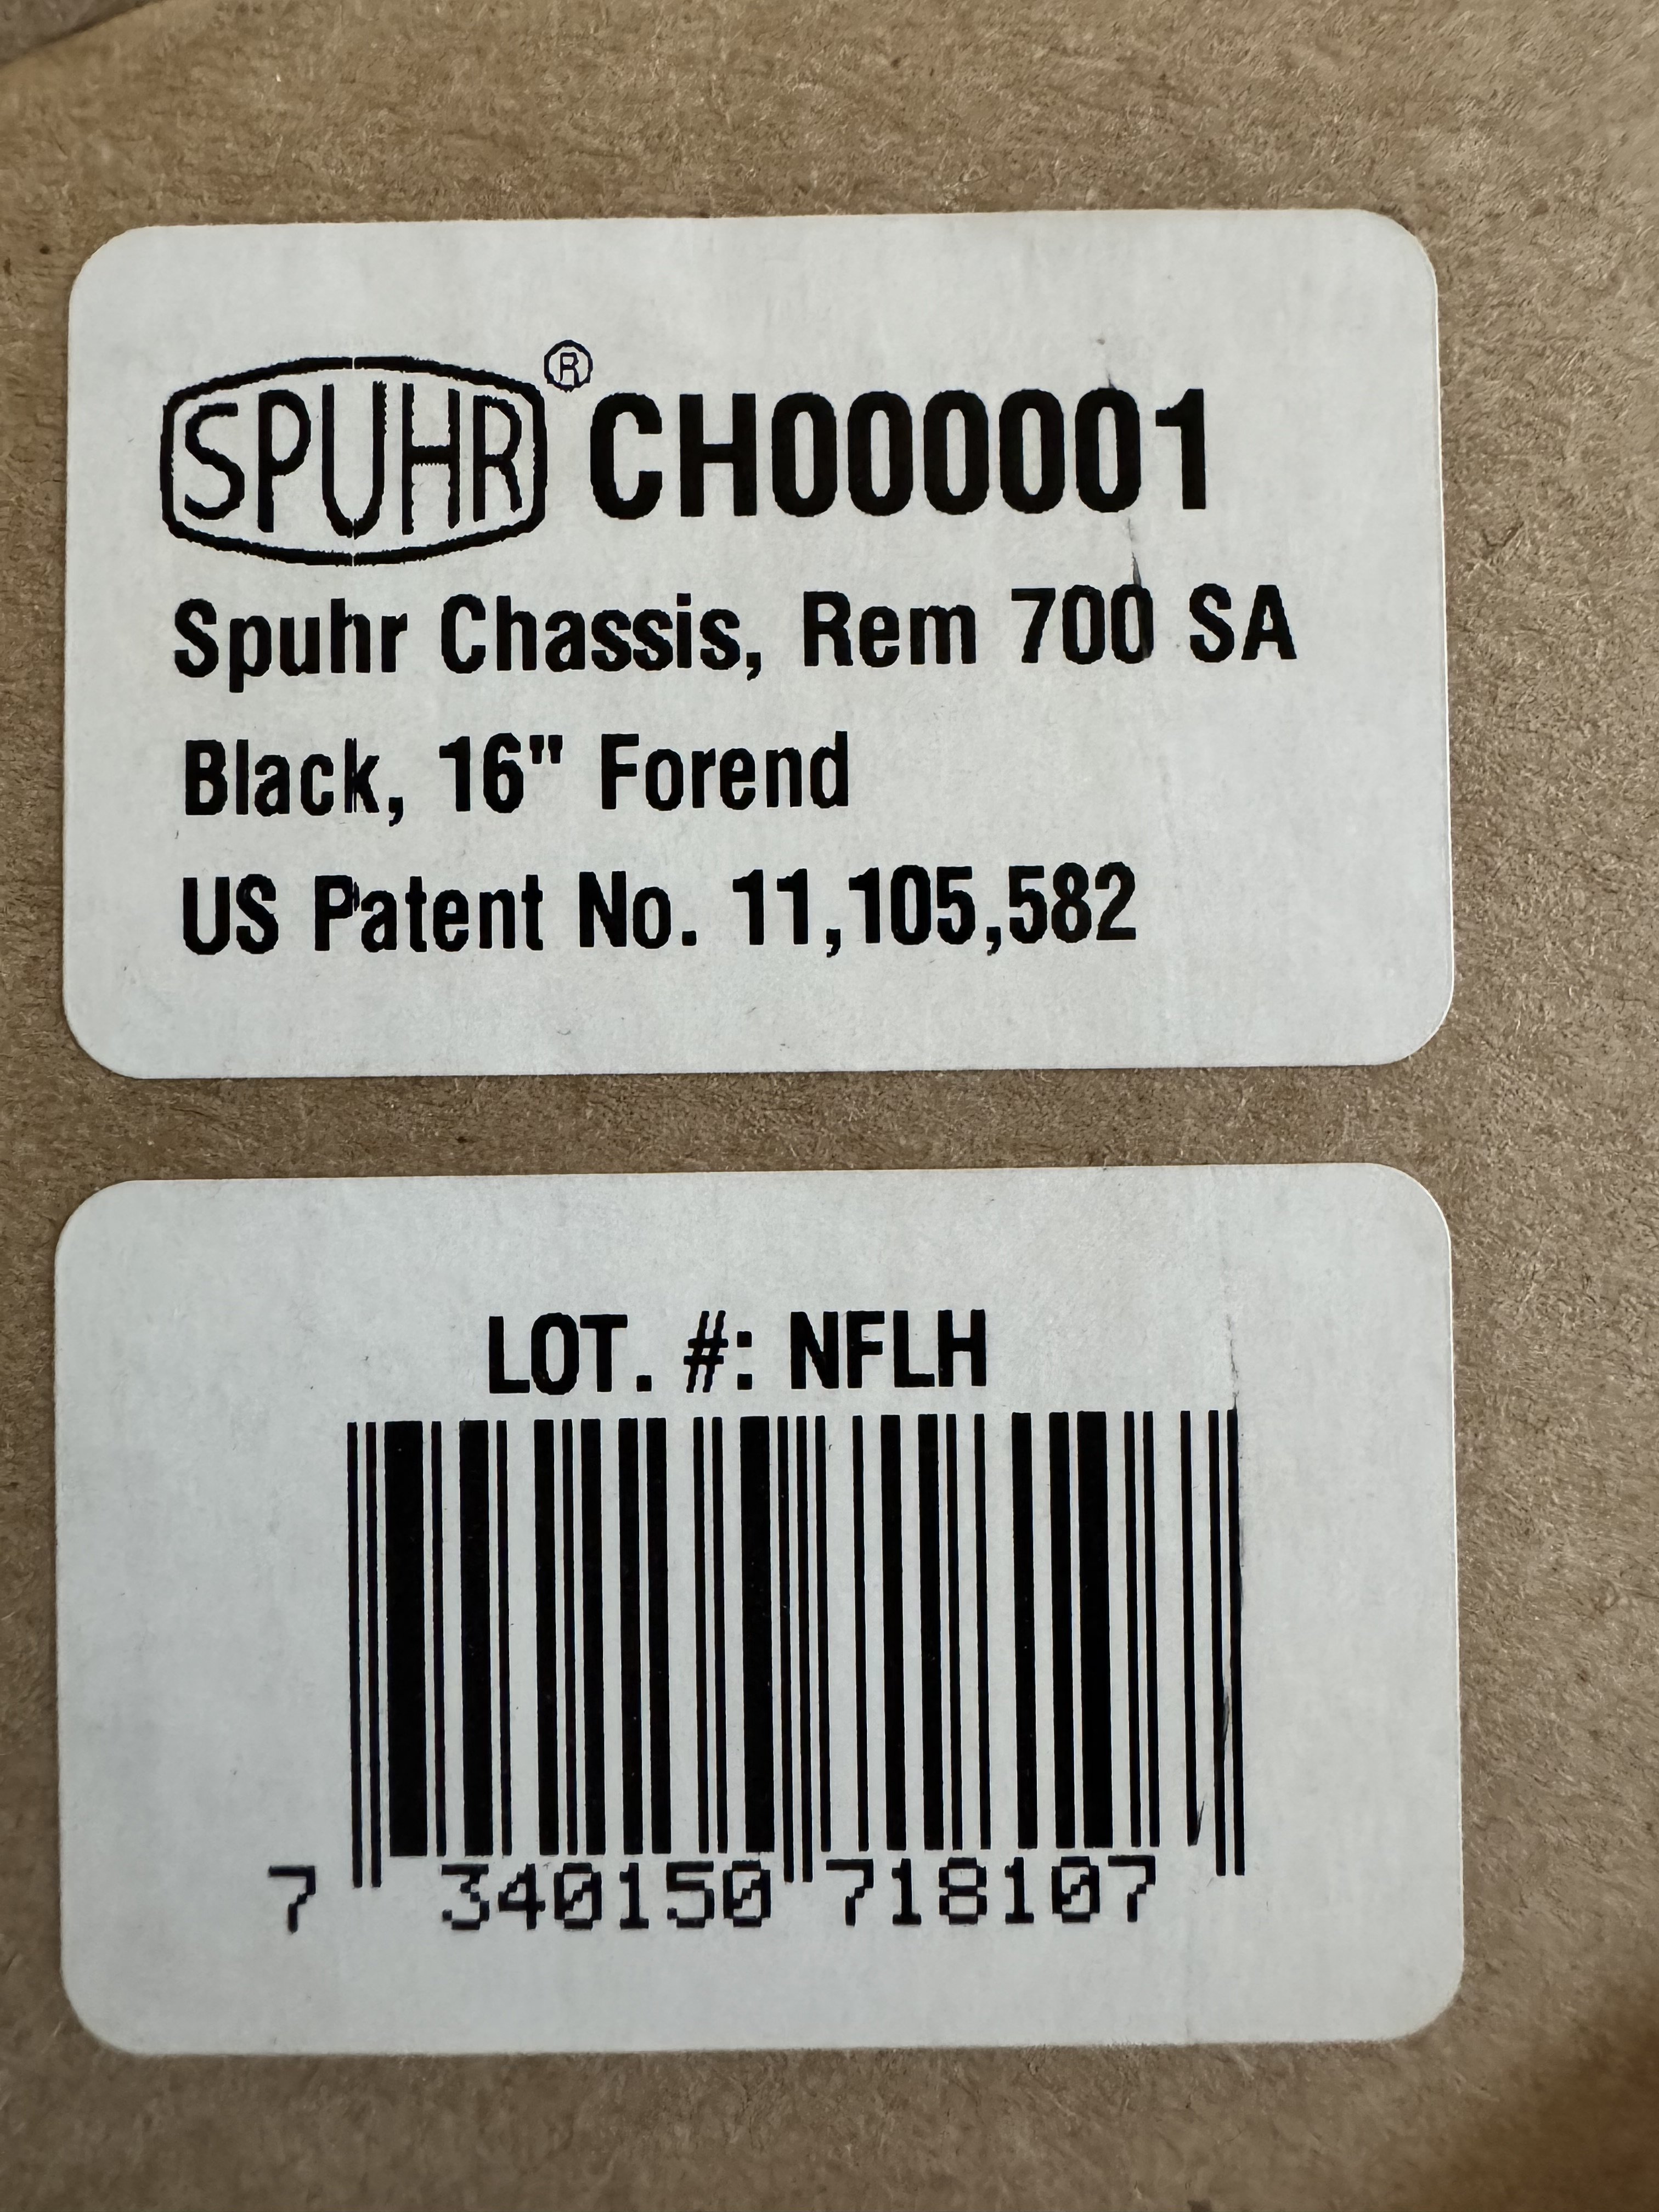 SPUHR® CH000001
Spuhr Chassis, Rem 700 SA
Black, 16" Forend
US Patent No. 11,105,582
LOT. #: NFLH
7 340150 718107